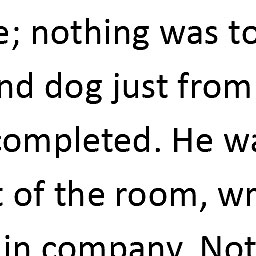 e; nothing was to
nd dog just from
completed. He wa
t of the room, wr
in company. Not